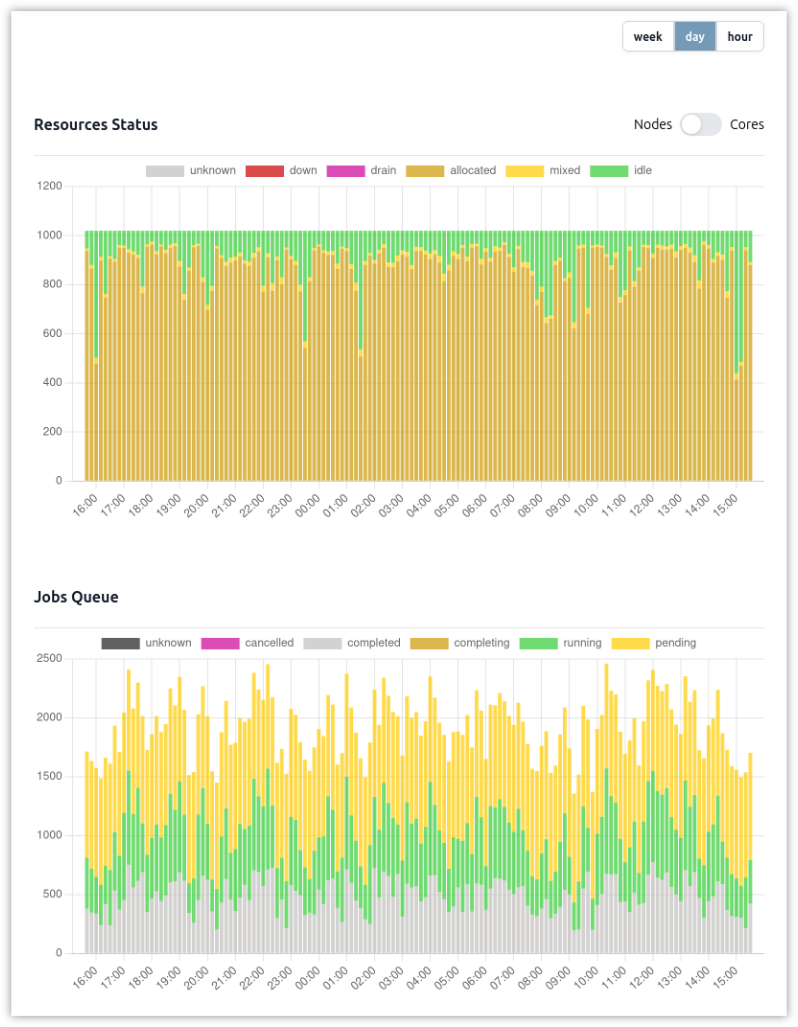 week day hour
Resources Status Nodes Cores
unknown down drain allocated mixed idle
1200
1000
800
600
400
200
0
16:00 17:00 18:00 19:00 20:00 21:00 22:00 23:00 00:00 01:00 02:00 03:00 04:00 05:00 06:00 07:00 08:00 09:00 10:00 11:00 12:00 13:00 14:00 15:00
Jobs Queue
unknown cancelled completed completing running pending
2500
2000
1500
1000
500
0
16:00 17:00 18:00 19:00 20:00 21:00 22:00 23:00 00:00 01:00 02:00 03:00 04:00 05:00 06:00 07:00 08:00 09:00 10:00 11:00 12:00 13:00 14:00 15:00